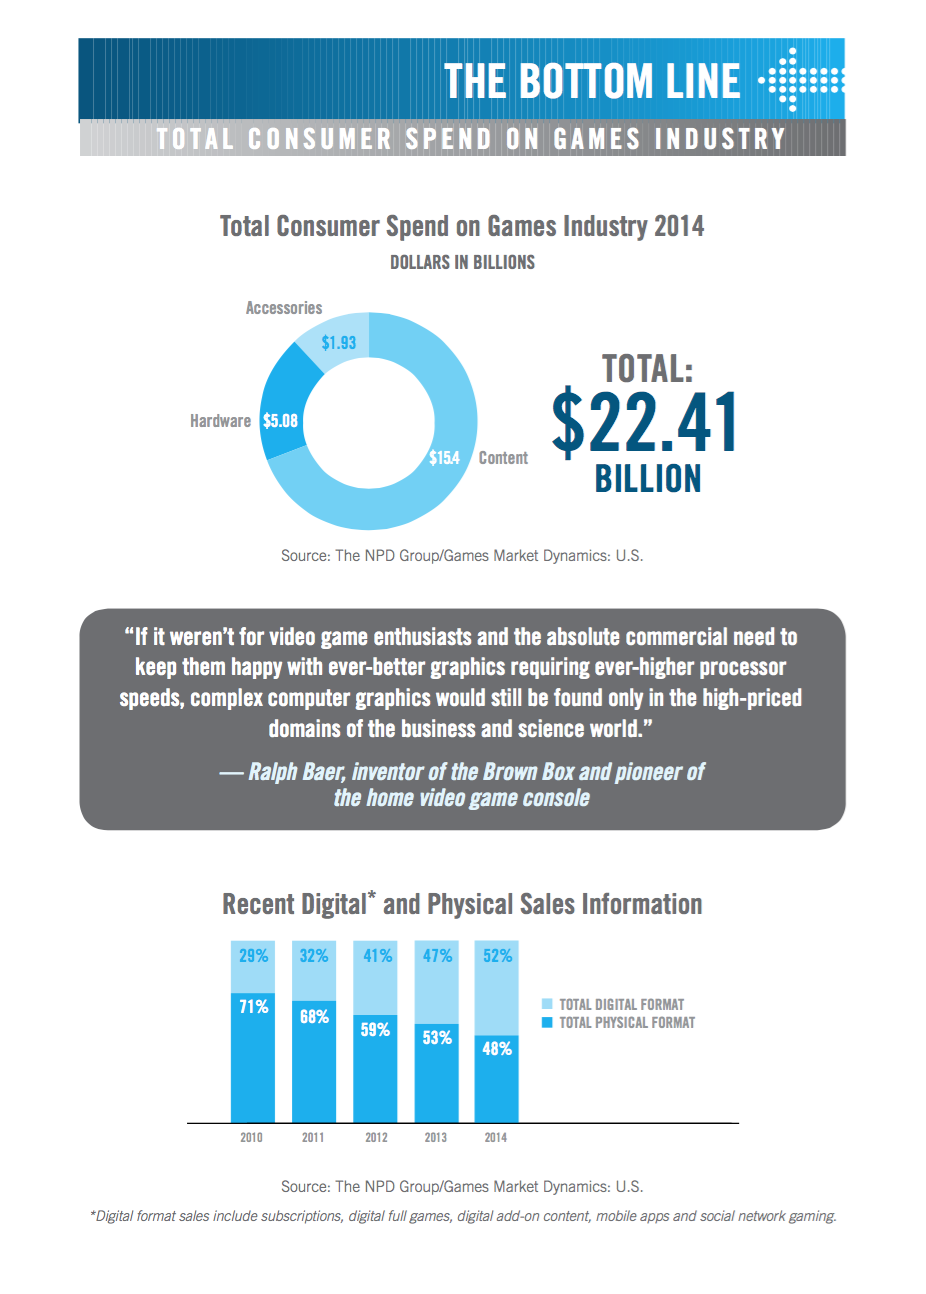 THE BOTTOM LINE
TOTAL CONSUMER SPEND ON GAMES INDUSTRY
Total Consumer Spend on Games Industry 2014
DOLLARS IN BILLIONS
Accessories
$1.93
Hardware
$5.08
$15.4
Content
TOTAL:
$22.41
BILLION
Source: The NPD Group/Games Market Dynamics: U.S.
“If it weren’t for video game enthusiasts and the absolute commercial need to
keep them happy with ever-better graphics requiring ever-higher processor
speeds, complex computer graphics would still be found only in the high-priced
domains of the business and science world.”
— Ralph Baer, inventor of the Brown Box and pioneer of
the home video game console
Recent Digital* and Physical Sales Information
29% 32% 41% 47% 52%
71% 68% 59% 53% 48%
TOTAL DIGITAL FORMAT
TOTAL PHYSICAL FORMAT
2010 2011 2012 2013 2014
Source: The NPD Group/Games Market Dynamics: U.S.
*Digital format sales include subscriptions, digital full games, digital add-on content, mobile apps and social network gaming.